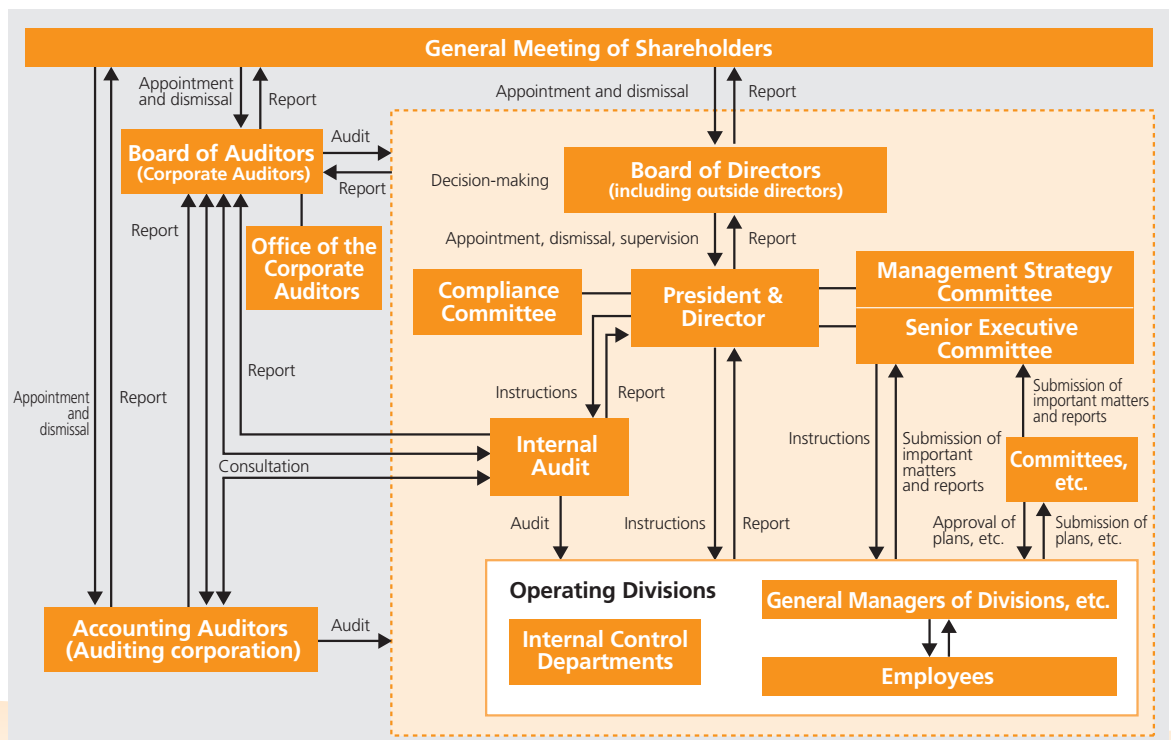 General Meeting of Shareholders
Appointment
and dismissal
Report
Appointment and dismissal
Report
Board of Auditors
(Corporate Auditors)
Audit
Report
Decision-making
Board of Directors
(including outside directors)
Report
Office of the
Corporate
Auditors
Appointment, dismissal, supervision
Report
Compliance
Committee
President &
Director
Management Strategy
Committee
Senior Executive
Committee
Appointment
and
dismissal
Report
Report
Instructions
Report
Submission of
important matters
and reports
Internal
Audit
Instructions
Submission of
important
matters
and reports
Committees,
etc.
Consultation
Audit
Instructions
Report
Approval of
plans, etc.
Submission of
plans, etc.
Operating Divisions
General Managers of Divisions, etc.
Internal Control
Departments
Employees
Accounting Auditors
(Auditing corporation)
Audit